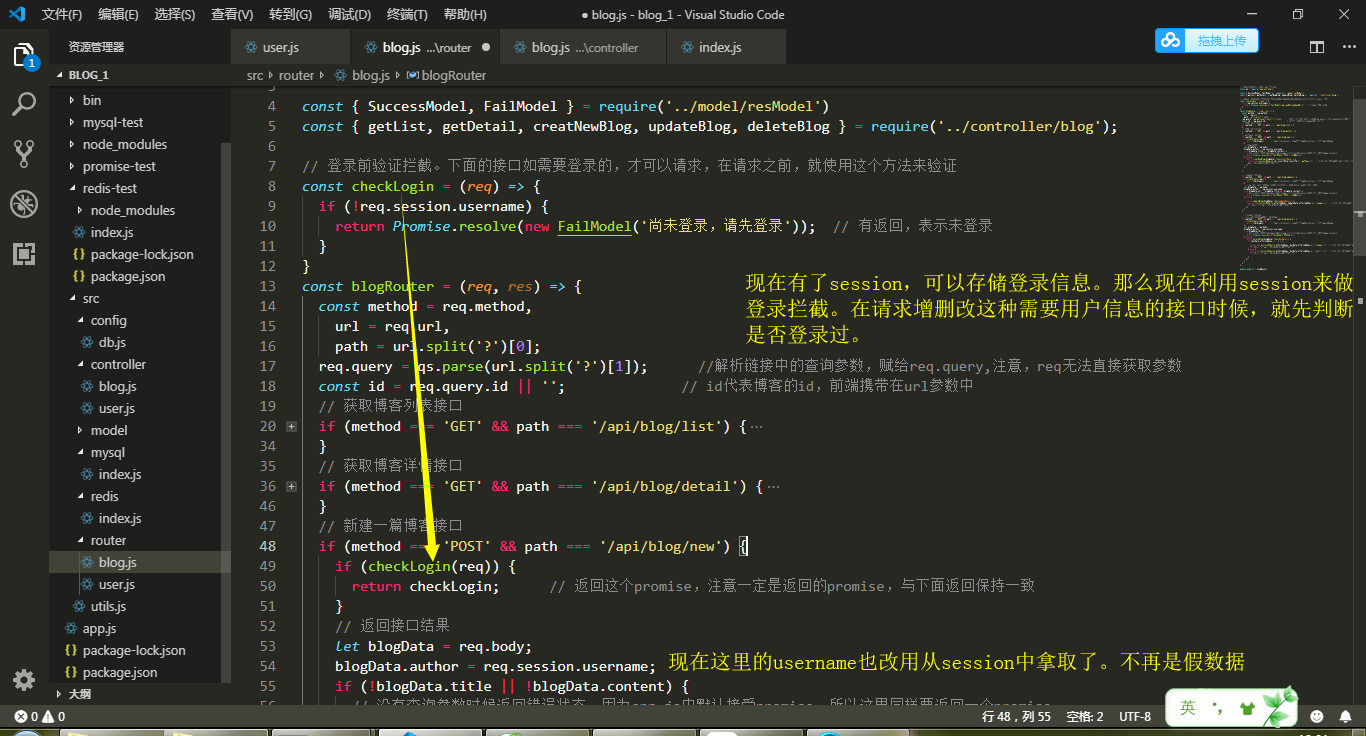 文件(F) 编辑(E) 选择(S) 查看(V) 转到(G) 调试(D) 终端(T) 帮助(H) ● blog.js - blog_1 - Visual Studio Code
资源管理器
user.js
blog.js ...\router ●
blog.js ...\controller
index.js
拖拽上传
1
BLOG_1
bin
mysql-test
node_modules
promise-test
redis-test
node_modules
index.js
package-lock.json
package.json
src
config
db.js
controller
blog.js
user.js
model
mysql
index.js
redis
index.js
router
blog.js
user.js
utils.js
app.js
package-lock.json
package.json
大纲
src › router › blog.js › blogRouter
4 const { SuccessModel, FailModel } = require('../model/resModel')
5 const { getList, getDetail, creatNewBlog, updateBlog, deleteBlog } = require('../controller/blog');
6
7 // 登录前验证拦截。下面的接口如需要登录的，才可以请求，在请求之前，就使用这个方法来验证
8 const checkLogin = (req) => {
9 if (!req.session.username) {
10 return Promise.resolve(new FailModel('尚未登录，请先登录')); // 有返回，表示未登录
11 }
12 }
13 const blogRouter = (req, res) => {
14 const method = req.method,
15 url = req.url,
16 path = url.split('?')[0];
17 req.query = qs.parse(url.split('?')[1]); //解析链接中的查询参数，赋给req.query,注意，req无法直接获取参数
18 const id = req.query.id || ''; // id代表博客的id，前端携带在url参数中
19 // 获取博客列表接口
20 if (method === 'GET' && path === '/api/blog/list') {…
34 }
35 // 获取博客详情接口
36 if (method === 'GET' && path === '/api/blog/detail') {…
46 }
47 // 新建一篇博客接口
48 if (method === 'POST' && path === '/api/blog/new') {
49 if (checkLogin(req)) {
50 return checkLogin; // 返回这个promise，注意一定是返回的promise，与下面返回保持一致
51 }
52 // 返回接口结果
53 let blogData = req.body;
54 blogData.author = req.session.username;
55 if (!blogData.title || !blogData.content) {
现在有了session，可以存储登录信息。那么现在利用session来做
登录拦截。在请求增删改这种需要用户信息的接口时候，就先判断
是否登录过。
现在这里的username也改用从session中拿取了。不再是假数据
0 0
行 48，列 55 空格: 2 UTF-8
英